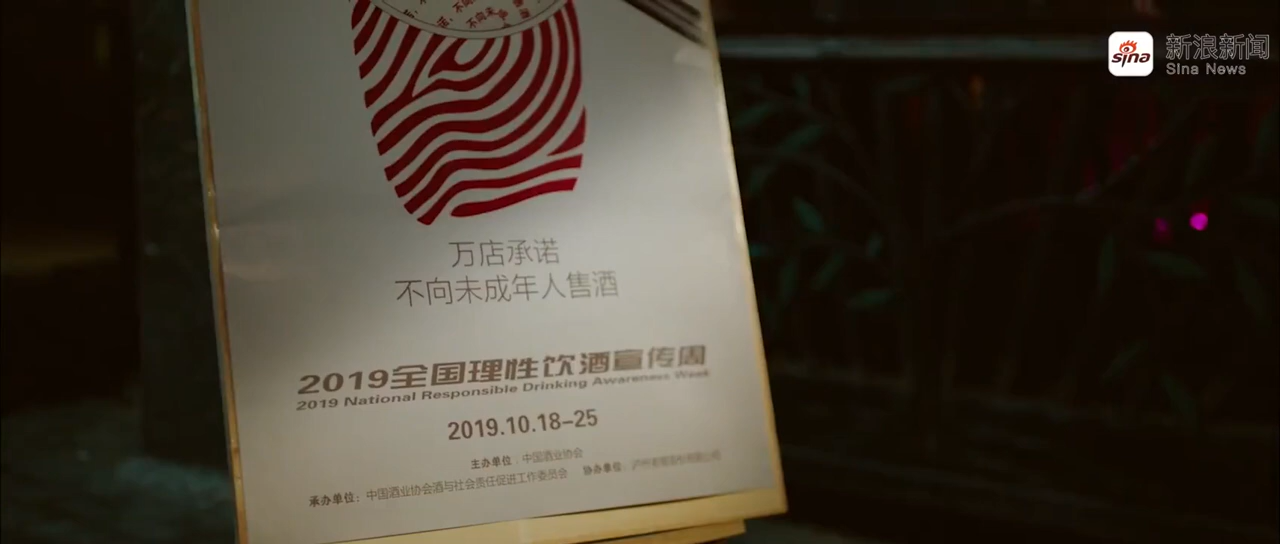 sina 新浪新闻
Sina News
万店承诺
不向未成年人售酒
2019全国理性饮酒宣传周
2019 National Responsible Drinking Awareness Week
2019.10.18-25
主办单位：中国酒业协会
承办单位：中国酒业协会酒与社会责任促进工作委员会 协办单位：